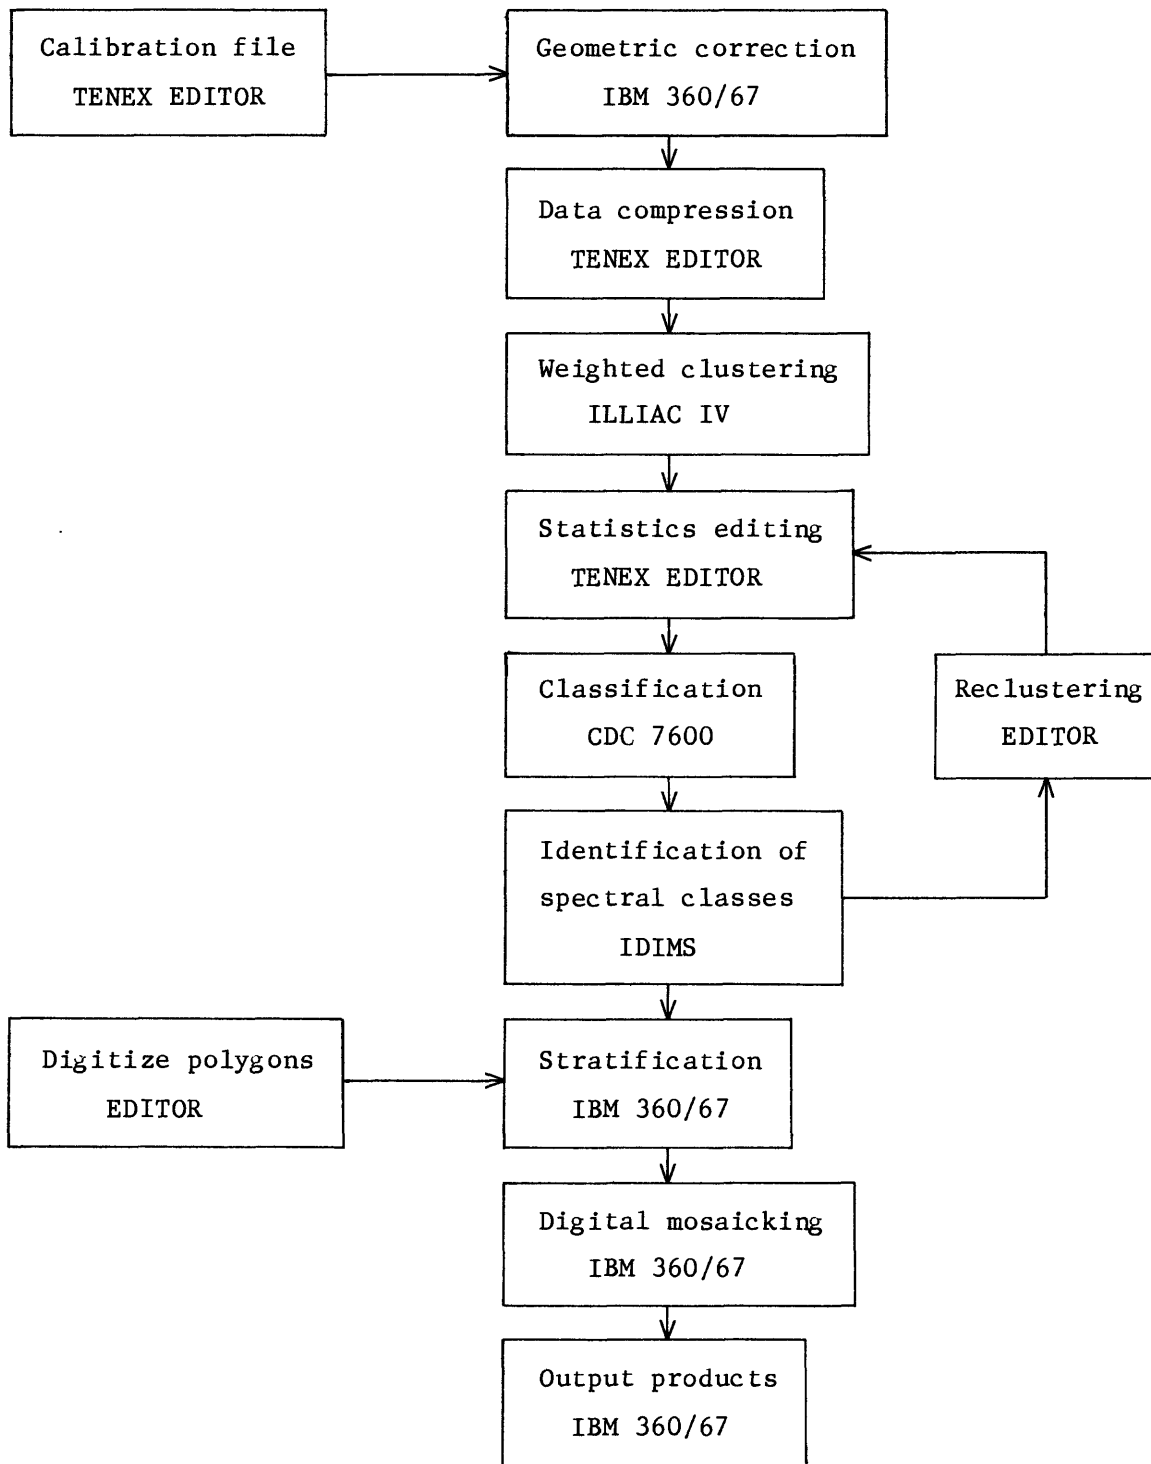 Calibration file
TENEX EDITOR
Geometric correction
IBM 360/67
Data compression
TENEX EDITOR
Weighted clustering
ILLIAC IV
Statistics editing
TENEX EDITOR
Classification
CDC 7600
Reclustering
EDITOR
Identification of
spectral classes
IDIMS
Digitize polygons
EDITOR
Stratification
IBM 360/67
Digital mosaicking
IBM 360/67
Output products
IBM 360/67